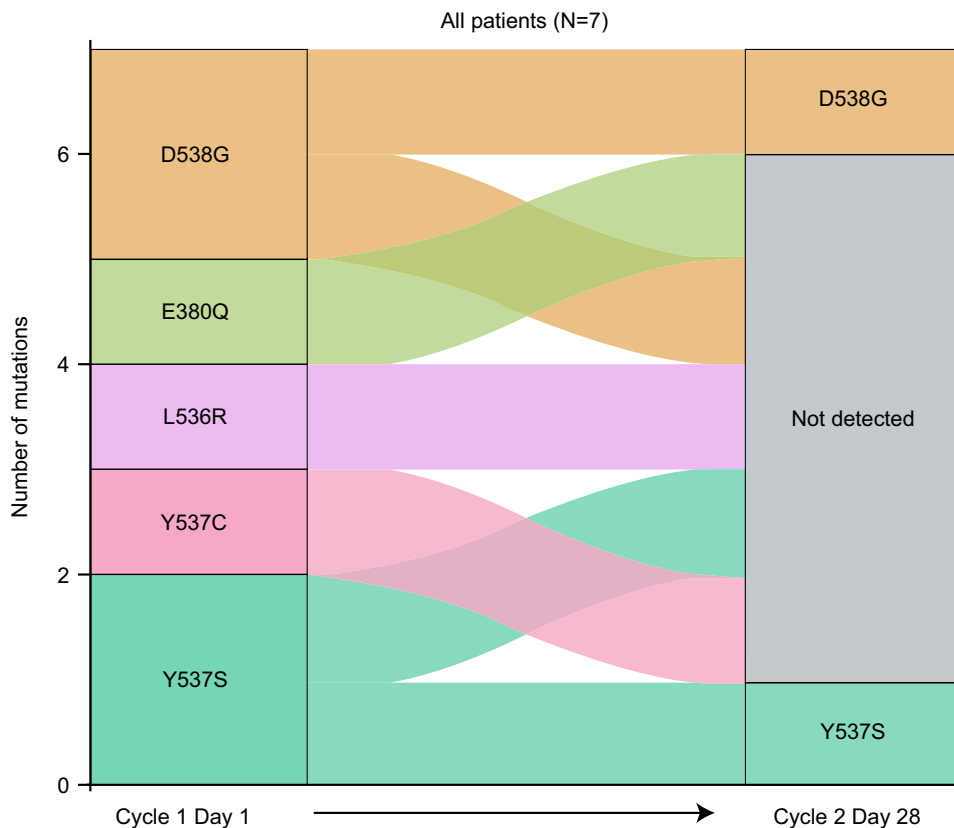 All patients (N=7)
Number of mutations
6
4
2
0
D538G
E380Q
L536R
Y537C
Y537S
D538G
Not detected
Y537S
Cycle 1 Day 1
Cycle 2 Day 28